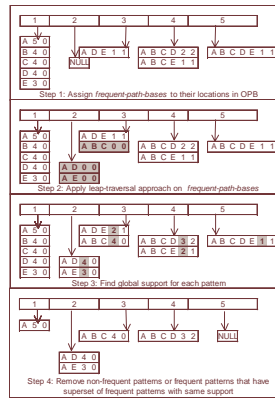 1 2 3 4 5
A 5 0
B 4 0
C 4 0
D 4 0
E 3 0
NULL
A D E 1 1
A B C D 2 2
A B C E 1 1
A B C D E 1 1
Step 1: Assign frequent-path-bases to their locations in OPB
1 2 3 4 5
A 5 0
B 4 0
C 4 0
D 4 0
E 3 0
A D 0 0
A E 0 0
A D E 1 1
A B C 0 0
A B C D 2 2
A B C E 1 1
A B C D E 1 1
Step 2: Apply leap-traversal approach on frequent-path-bases
1 2 3 4 5
A 5 0
B 4 0
C 4 0
D 4 0
E 3 0
A D 4 0
A E 3 0
A D E 2 1
A B C 4 0
A B C D 3 2
A B C E 2 1
A B C D E 1 1
Step 3: Find global support for each pattern
1 2 3 4 5
A 5 0
A D 4 0
A E 3 0
A B C 4 0
A B C D 3 2
NULL
Step 4: Remove non-frequent patterns or frequent patterns that have
superset of frequent patterns with same support